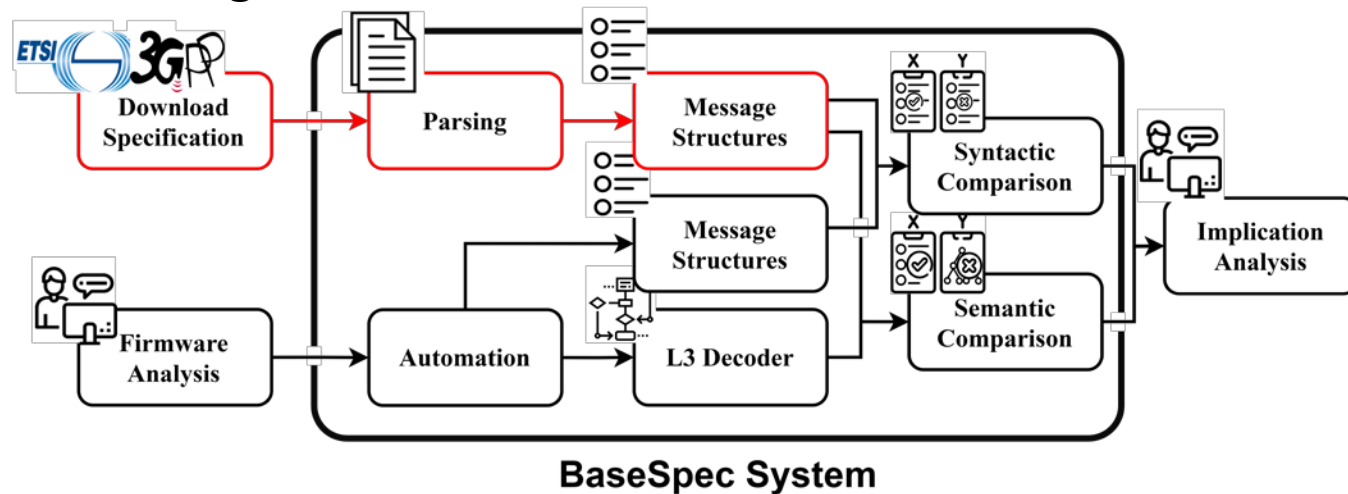 ETSI
3GPP
Download
Specification
Parsing
Message
Structures
X Y
Syntactic
Comparison
Message
Structures
Implication
Analysis
X Y
Semantic
Comparison
Firmware
Analysis
Automation
L3 Decoder
BaseSpec System